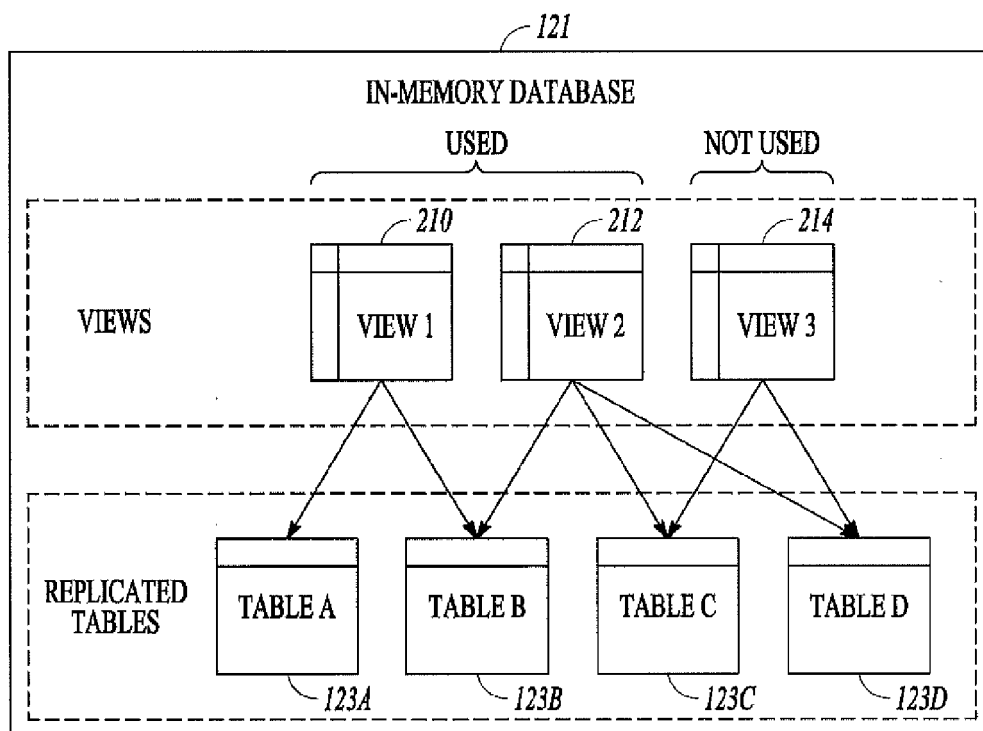 121
IN-MEMORY DATABASE
USED
NOT USED
210
212
214
VIEWS
VIEW 1
VIEW 2
VIEW 3
REPLICATED
TABLES
TABLE A
TABLE B
TABLE C
TABLE D
123A
123B
123C
123D